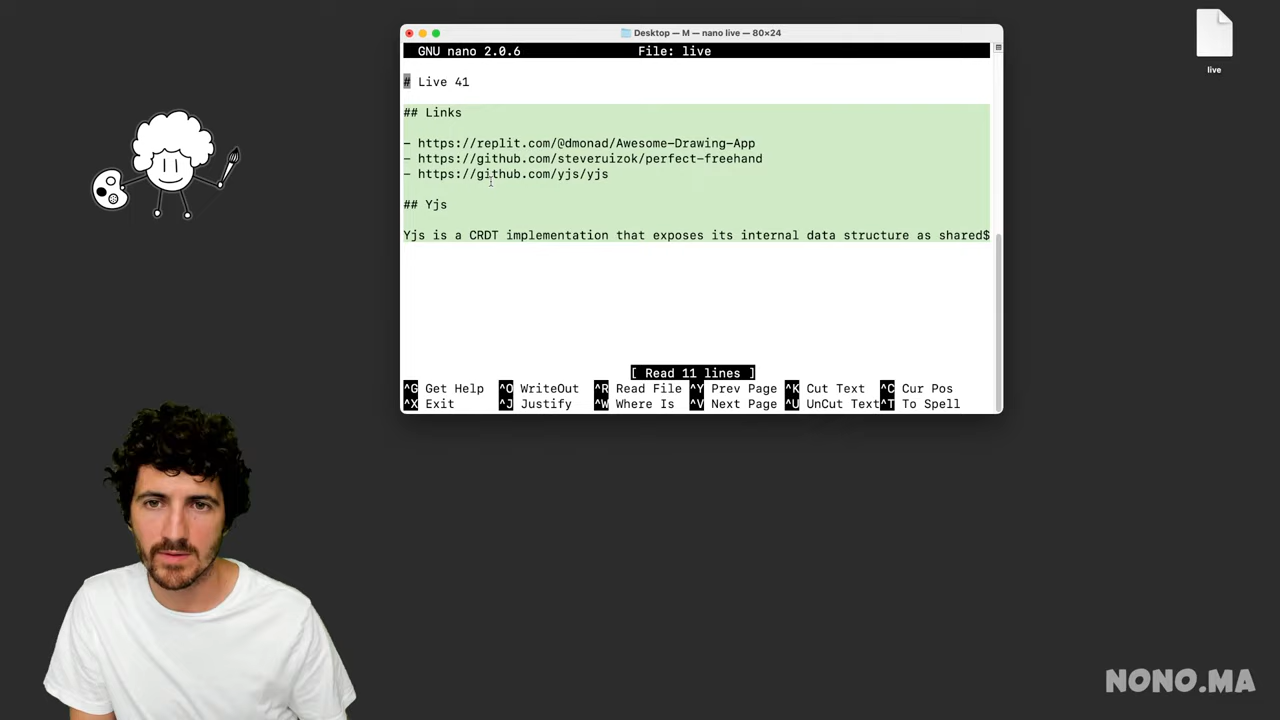 Desktop — M — nano live — 80×24
GNU nano 2.0.6 File: live
# Live 41
## Links
- https://replit.com/@dmonad/Awesome-Drawing-App
- https://github.com/steveruizok/perfect-freehand
- https://github.com/yjs/yjs
## Yjs
Yjs is a CRDT implementation that exposes its internal data structure as shared$
[ Read 11 lines ]
^G Get Help ^O WriteOut ^R Read File ^Y Prev Page ^K Cut Text ^C Cur Pos
^X Exit ^J Justify ^W Where Is ^V Next Page ^U UnCut Text ^T To Spell
live
NONO.MA